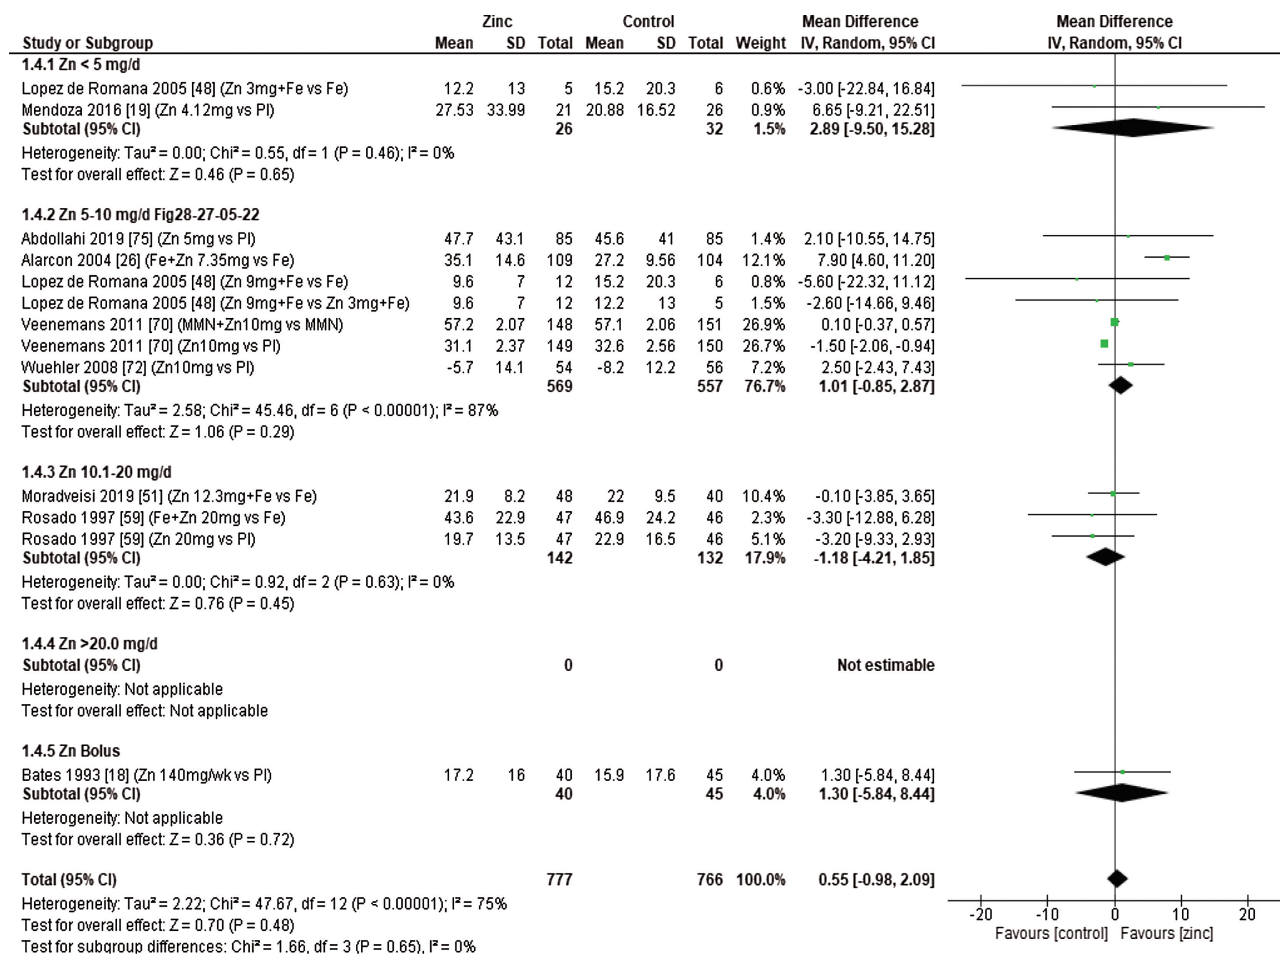 Zinc Control Mean Difference Mean Difference
Study or Subgroup Mean SD Total Mean SD Total Weight IV, Random, 95% CI IV, Random, 95% CI
1.4.1 Zn < 5 mg/d
Lopez de Romana 2005 [48] (Zn 3mg+Fe vs Fe) 12.2 13 5 15.2 20.3 6 0.6% -3.00 [-22.84, 16.84]
Mendoza 2016 [19] (Zn 4.12mg vs Pl) 27.53 33.99 21 20.88 16.52 26 0.9% 6.65 [-9.21, 22.51]
Subtotal (95% CI) 26 32 1.5% 2.89 [-9.50, 15.28]
Heterogeneity: Tau² = 0.00; Chi² = 0.55, df = 1 (P = 0.46); I² = 0%
Test for overall effect: Z = 0.46 (P = 0.65)
1.4.2 Zn 5-10 mg/d Fig28-27-05-22
Abdollahi 2019 [75] (Zn 5mg vs Pl) 47.7 43.1 85 45.6 41 85 1.4% 2.10 [-10.55, 14.75]
Alarcon 2004 [26] (Fe+Zn 7.35mg vs Fe) 35.1 14.6 109 27.2 9.56 104 12.1% 7.90 [4.60, 11.20]
Lopez de Romana 2005 [48] (Zn 9mg+Fe vs Fe) 9.6 7 12 15.2 20.3 6 0.8% -5.60 [-22.32, 11.12]
Lopez de Romana 2005 [48] (Zn 9mg+Fe vs Zn 3mg+Fe) 9.6 7 12 12.2 13 5 1.5% -2.60 [-14.66, 9.46]
Veenemans 2011 [70] (MMN+Zn10mg vs MMN) 57.2 2.07 148 57.1 2.06 151 26.9% 0.10 [-0.37, 0.57]
Veenemans 2011 [70] (Zn10mg vs Pl) 31.1 2.37 149 32.6 2.56 150 26.7% -1.50 [-2.06, -0.94]
Wuehler 2008 [72] (Zn10mg vs Pl) -5.7 14.1 54 -8.2 12.2 56 7.2% 2.50 [-2.43, 7.43]
Subtotal (95% CI) 569 557 76.7% 1.01 [-0.85, 2.87]
Heterogeneity: Tau² = 2.58; Chi² = 45.46, df = 6 (P < 0.00001); I² = 87%
Test for overall effect: Z = 1.06 (P = 0.29)
1.4.3 Zn 10.1-20 mg/d
Moradveisi 2019 [51] (Zn 12.3mg+Fe vs Fe) 21.9 8.2 48 22 9.5 40 10.4% -0.10 [-3.85, 3.65]
Rosado 1997 [59] (Fe+Zn 20mg vs Fe) 43.6 22.9 47 46.9 24.2 46 2.3% -3.30 [-12.88, 6.28]
Rosado 1997 [59] (Zn 20mg vs Pl) 19.7 13.5 47 22.9 16.5 46 5.1% -3.20 [-9.33, 2.93]
Subtotal (95% CI) 142 132 17.9% -1.18 [-4.21, 1.85]
Heterogeneity: Tau² = 0.00; Chi² = 0.92, df = 2 (P = 0.63); I² = 0%
Test for overall effect: Z = 0.76 (P = 0.45)
1.4.4 Zn >20.0 mg/d
Subtotal (95% CI) 0 0 Not estimable
Heterogeneity: Not applicable
Test for overall effect: Not applicable
1.4.5 Zn Bolus
Bates 1993 [18] (Zn 140mg/wk vs Pl) 17.2 16 40 15.9 17.6 45 4.0% 1.30 [-5.84, 8.44]
Subtotal (95% CI) 40 45 4.0% 1.30 [-5.84, 8.44]
Heterogeneity: Not applicable
Test for overall effect: Z = 0.36 (P = 0.72)
Total (95% CI) 777 766 100.0% 0.55 [-0.98, 2.09]
Heterogeneity: Tau² = 2.22; Chi² = 47.67, df = 12 (P < 0.00001); I² = 75%
Test for overall effect: Z = 0.70 (P = 0.48)
Test for subgroup differences: Chi² = 1.66, df = 3 (P = 0.65), I² = 0%
-20 -10 0 10 20
Favours [control] Favours [zinc]